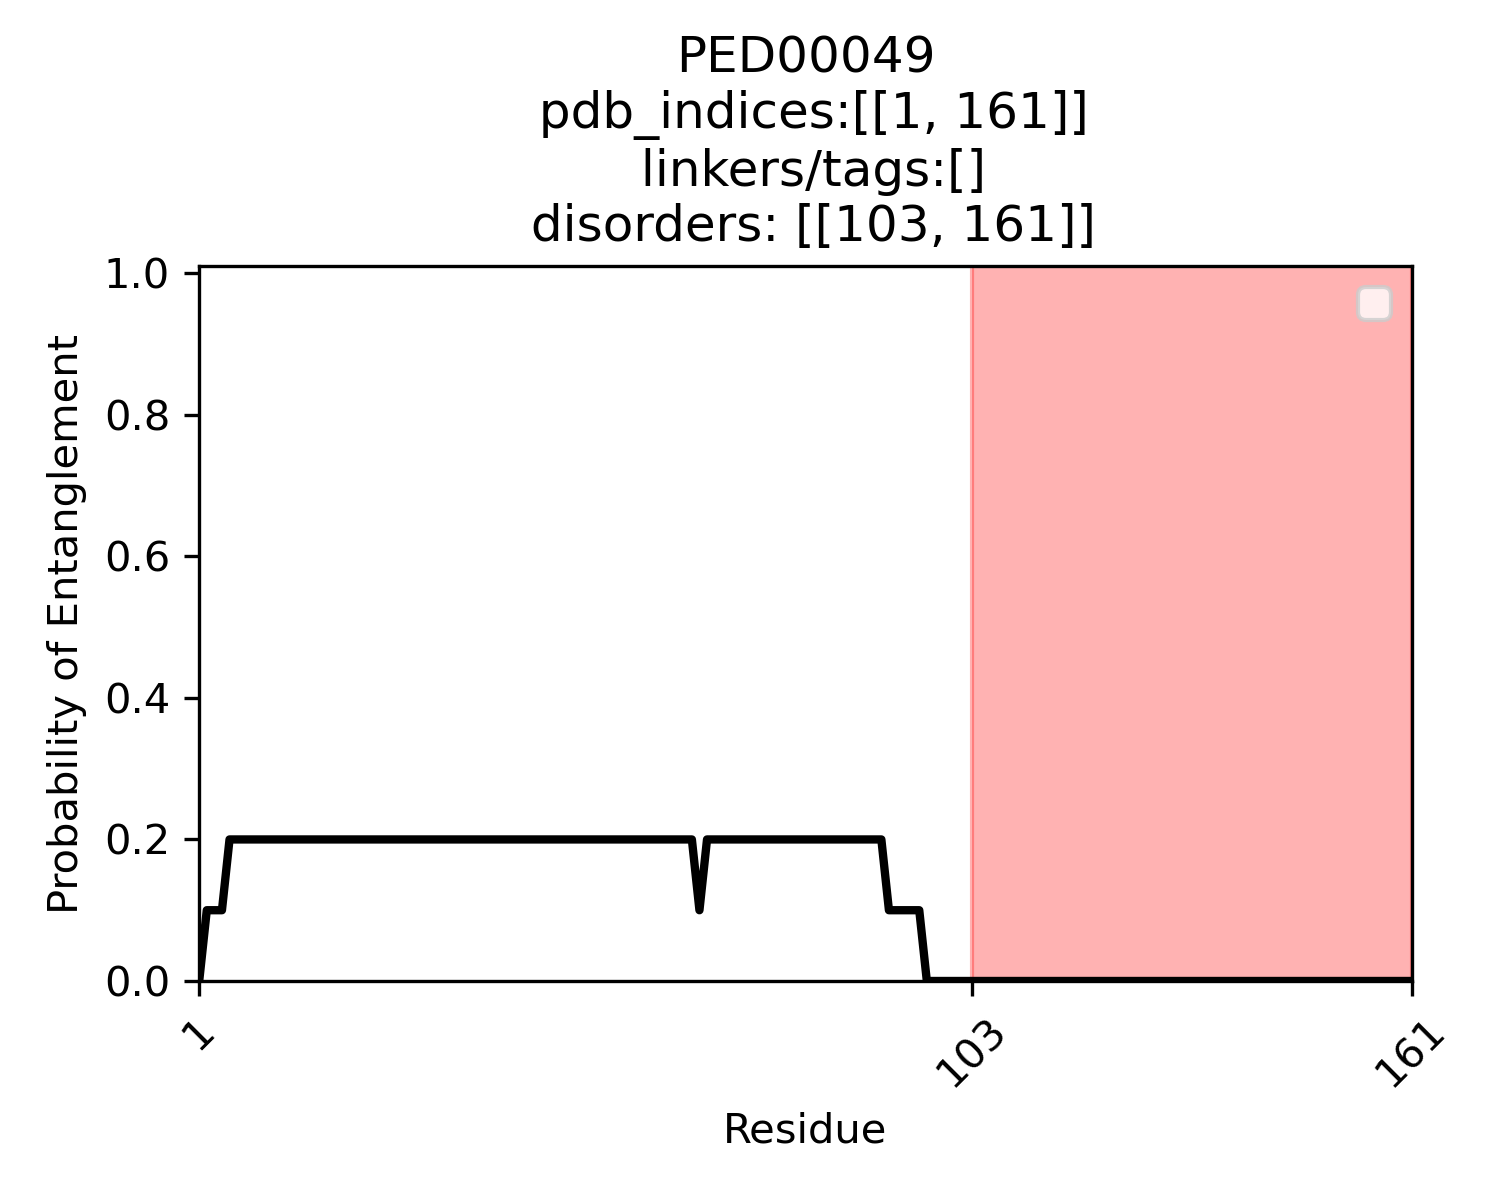 PED00049
pdb_indices:[[1, 161]]
linkers/tags:[]
disorders: [[103, 161]]
1.0
0.8
0.6
0.4
0.2
0.0
Probability of Entanglement
1
103
161
Residue